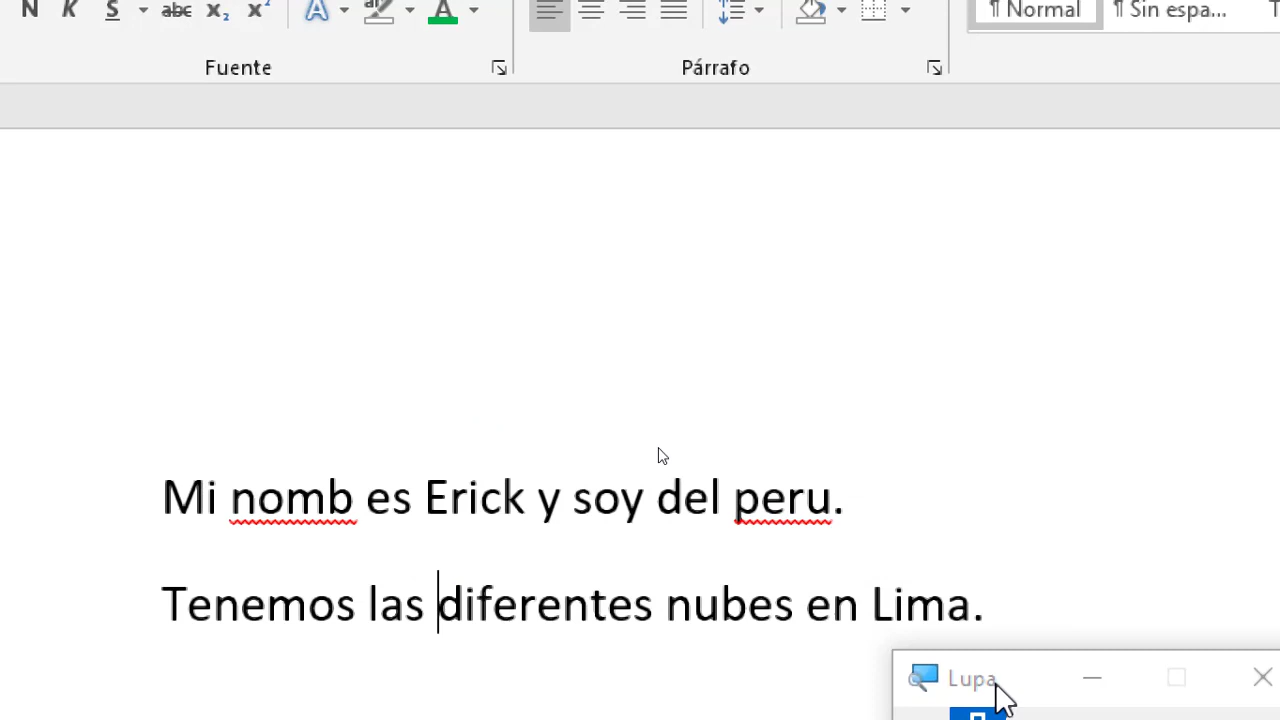 N K S abc x₂ x² A ab A ¶ Normal ¶ Sin espa... T
Fuente Párrafo
Mi nomb es Erick y soy del peru.
Tenemos las diferentes nubes en Lima.
Lupa